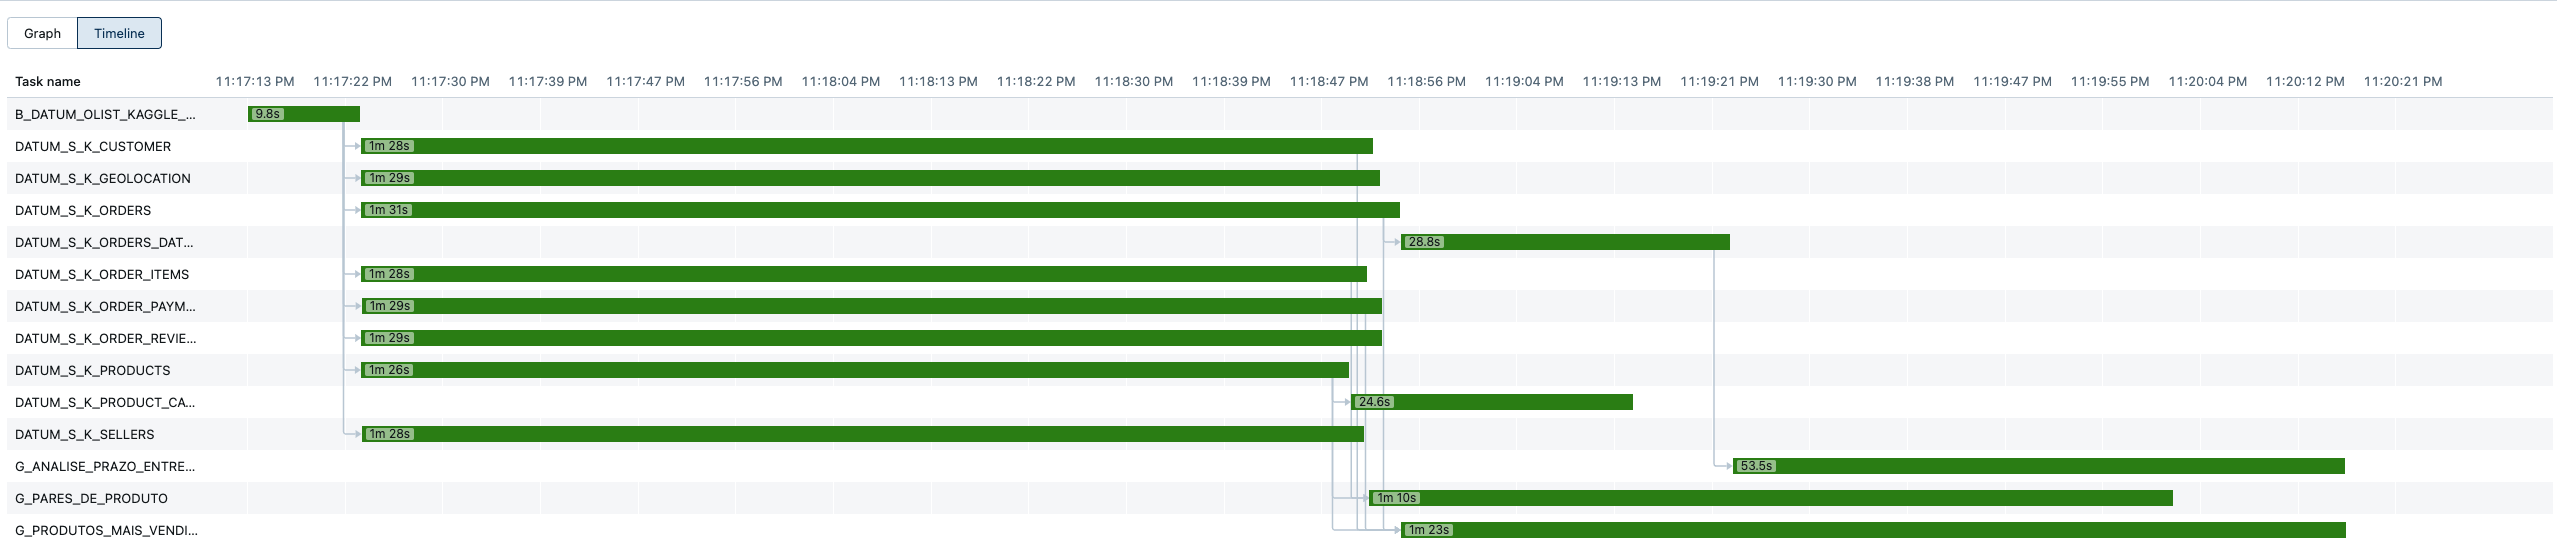 Graph Timeline
Task name 11:17:13 PM 11:17:22 PM 11:17:30 PM 11:17:39 PM 11:17:47 PM 11:17:56 PM 11:18:04 PM 11:18:13 PM 11:18:22 PM 11:18:30 PM 11:18:39 PM 11:18:47 PM 11:18:56 PM 11:19:04 PM 11:19:13 PM 11:19:21 PM 11:19:30 PM 11:19:38 PM 11:19:47 PM 11:19:55 PM 11:20:04 PM 11:20:12 PM 11:20:21 PM
B_DATUM_OLIST_KAGGLE_... 9.8s
DATUM_S_K_CUSTOMER 1m 28s
DATUM_S_K_GEOLOCATION 1m 29s
DATUM_S_K_ORDERS 1m 31s
DATUM_S_K_ORDERS_DAT... 28.8s
DATUM_S_K_ORDER_ITEMS 1m 28s
DATUM_S_K_ORDER_PAYM... 1m 29s
DATUM_S_K_ORDER_REVIE... 1m 29s
DATUM_S_K_PRODUCTS 1m 26s
DATUM_S_K_PRODUCT_CA... 24.6s
DATUM_S_K_SELLERS 1m 28s
G_ANALISE_PRAZO_ENTRE... 53.5s
G_PARES_DE_PRODUTO 1m 10s
G_PRODUTOS_MAIS_VENDI... 1m 23s